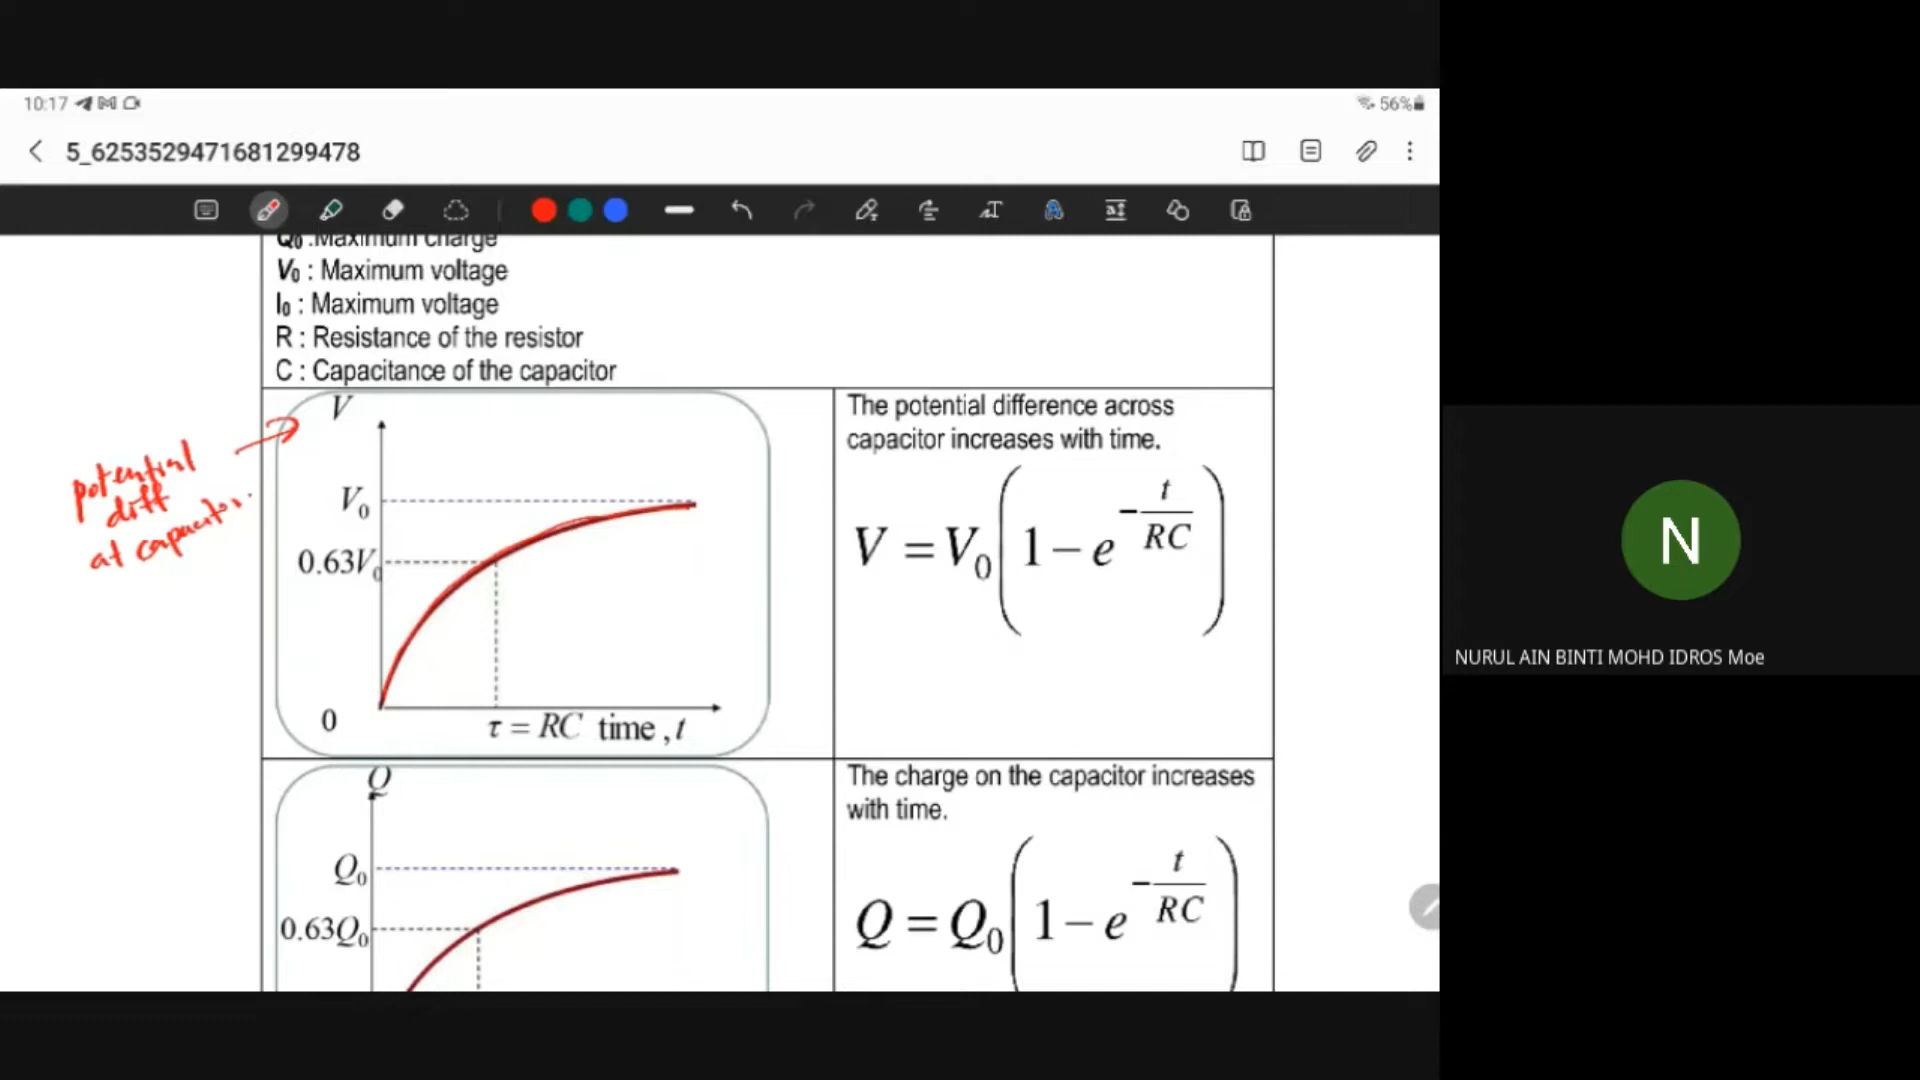 10:17
56%
5_6253529471681299478
Q₀ :Maximum charge
V₀ : Maximum voltage
I₀ : Maximum voltage
R : Resistance of the resistor
C : Capacitance of the capacitor
V
V₀
0.63V₀
0
τ = RC time , t
potential
diff
at capacitor.
The potential difference across
capacitor increases with time.
V = V₀(1 − e^(−t/RC))
Q
Q₀
0.63Q₀
The charge on the capacitor increases
with time.
Q = Q₀(1 − e^(−t/RC))
N
NURUL AIN BINTI MOHD IDROS Moe